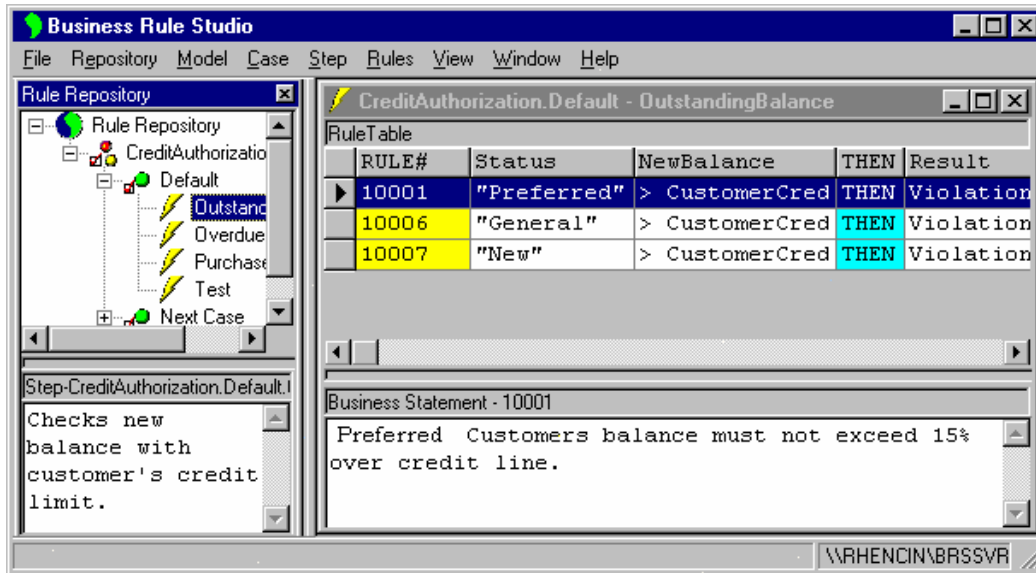 Business Rule Studio
File Repository Model Case Step Rules View Window Help
Rule Repository
Rule Repository
CreditAuthorizatio
Default
Outstand
Overdue
Purchase
Test
Next Case
Step-CreditAuthorization.Default.
Checks new
balance with
customer's credit
limit.
CreditAuthorization.Default - OutstandingBalance
RuleTable
RULE# Status NewBalance THEN Result
10001 "Preferred" > CustomerCred THEN Violation
10006 "General" > CustomerCred THEN Violation
10007 "New" > CustomerCred THEN Violation
Business Statement - 10001
Preferred Customers balance must not exceed 15%
over credit line.
\\RHENCIN\BRSSVR